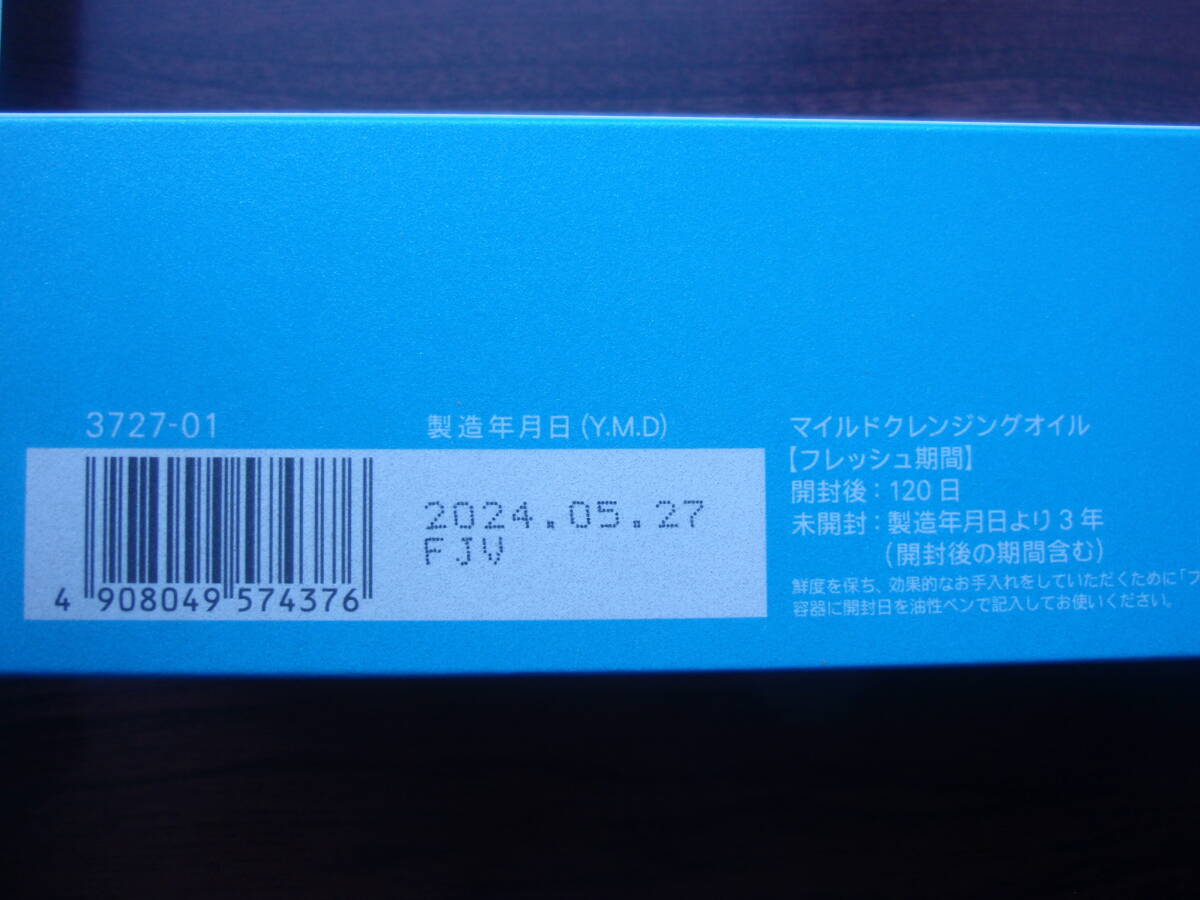 3727-01
4 908049 574376
製造年月日(Y.M.D)
2024.05.27
FJV
マイルドクレンジングオイル
【フレッシュ期間】
開封後：120日
未開封：製造年月日より3年
(開封後の期間含む)
鮮度を保ち、効果的なお手入れをしていただくために「フ
容器に開封日を油性ペンで記入してお使いください。